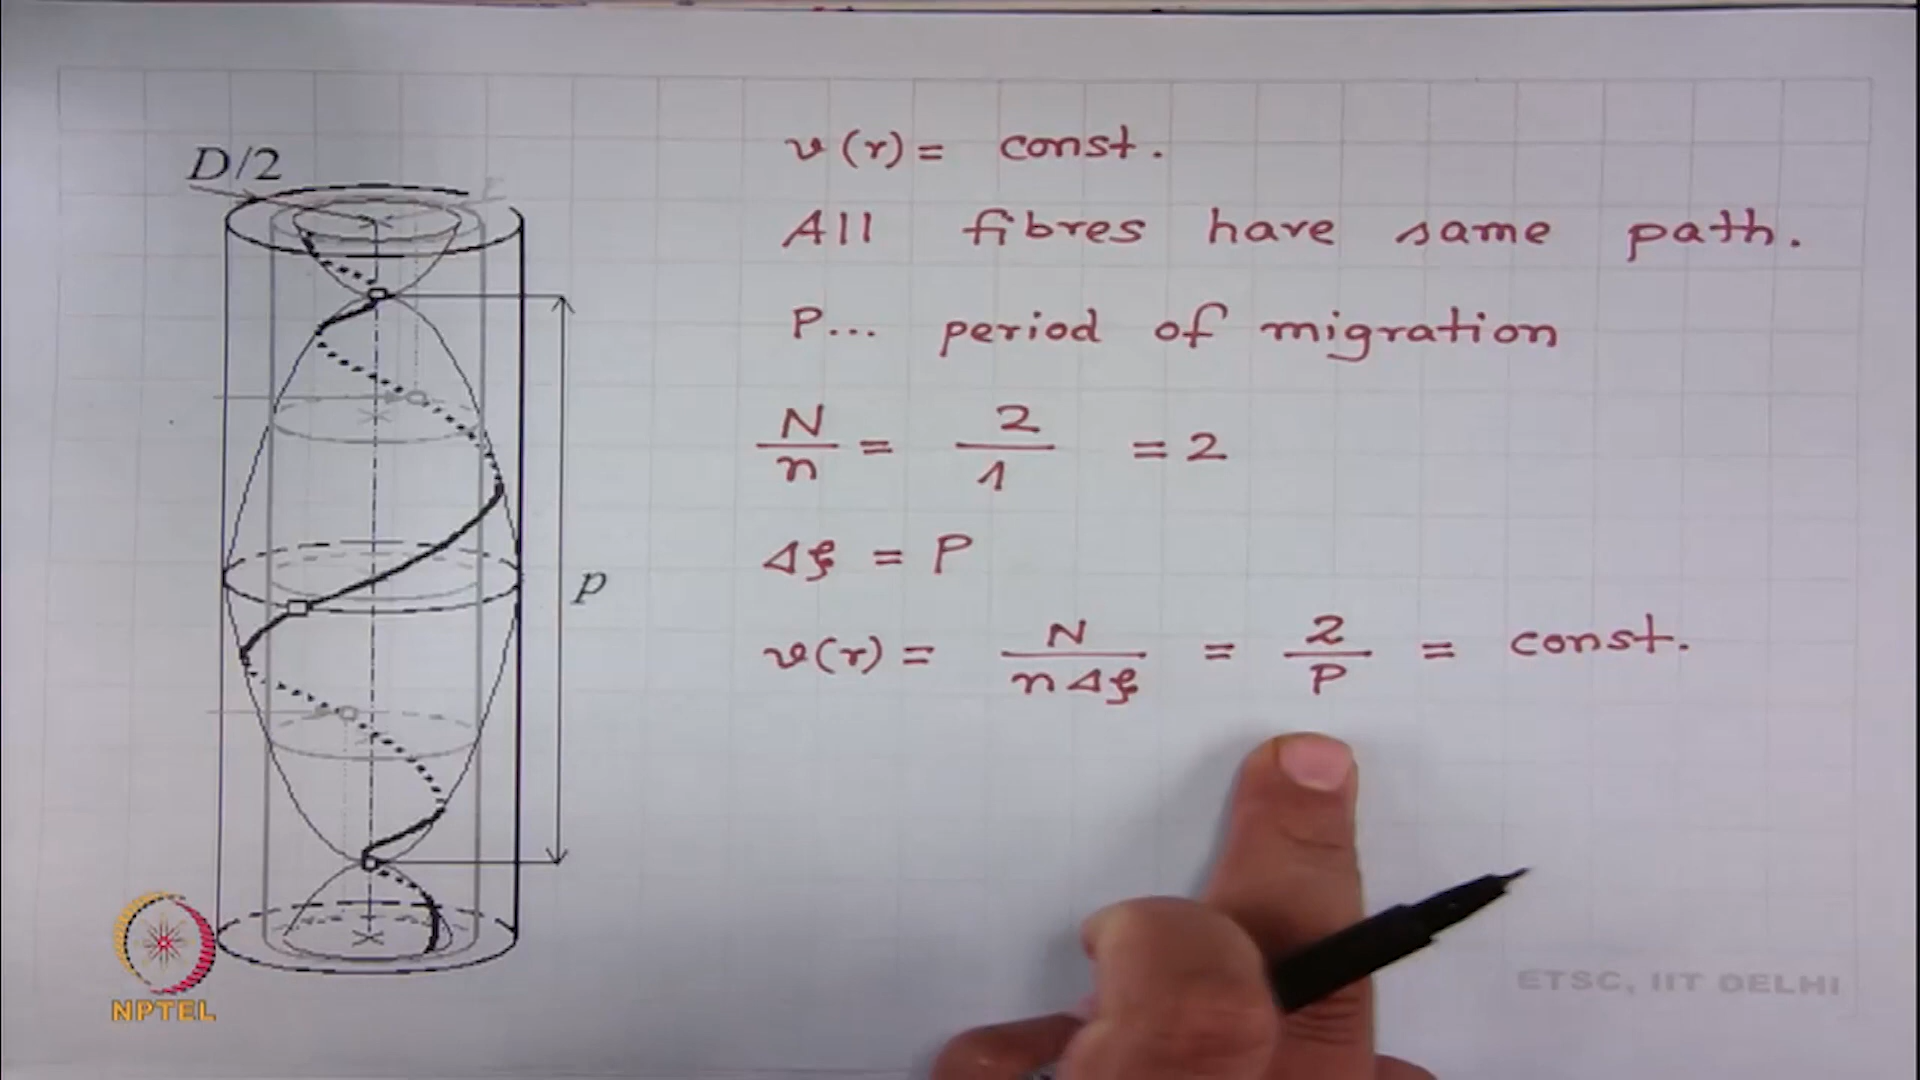 D/2
r
p
ν(r) = const.
All fibres have same path.
P... period of migration
N/n = 2/1 = 2
Δξ = P
ν(r) = N/nΔξ = 2/P = const.
NPTEL
ETSC, IIT DELHI